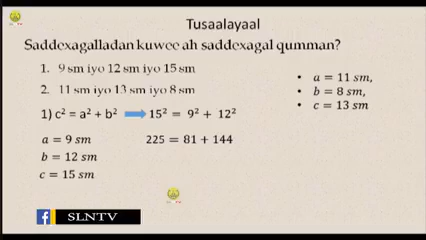 Tusaalayaal
Saddexagalladan kuwee ah saddexagal qumman?
1. 9 sm iyo 12 sm iyo 15 sm
2. 11 sm iyo 13 sm iyo 8 sm
• a = 11 sm,
• b = 8 sm,
• c = 13 sm
1) c² = a² + b² ➡ 15² = 9² + 12²
a = 9 sm
225 = 81 + 144
b = 12 sm
c = 15 sm
SLNTV